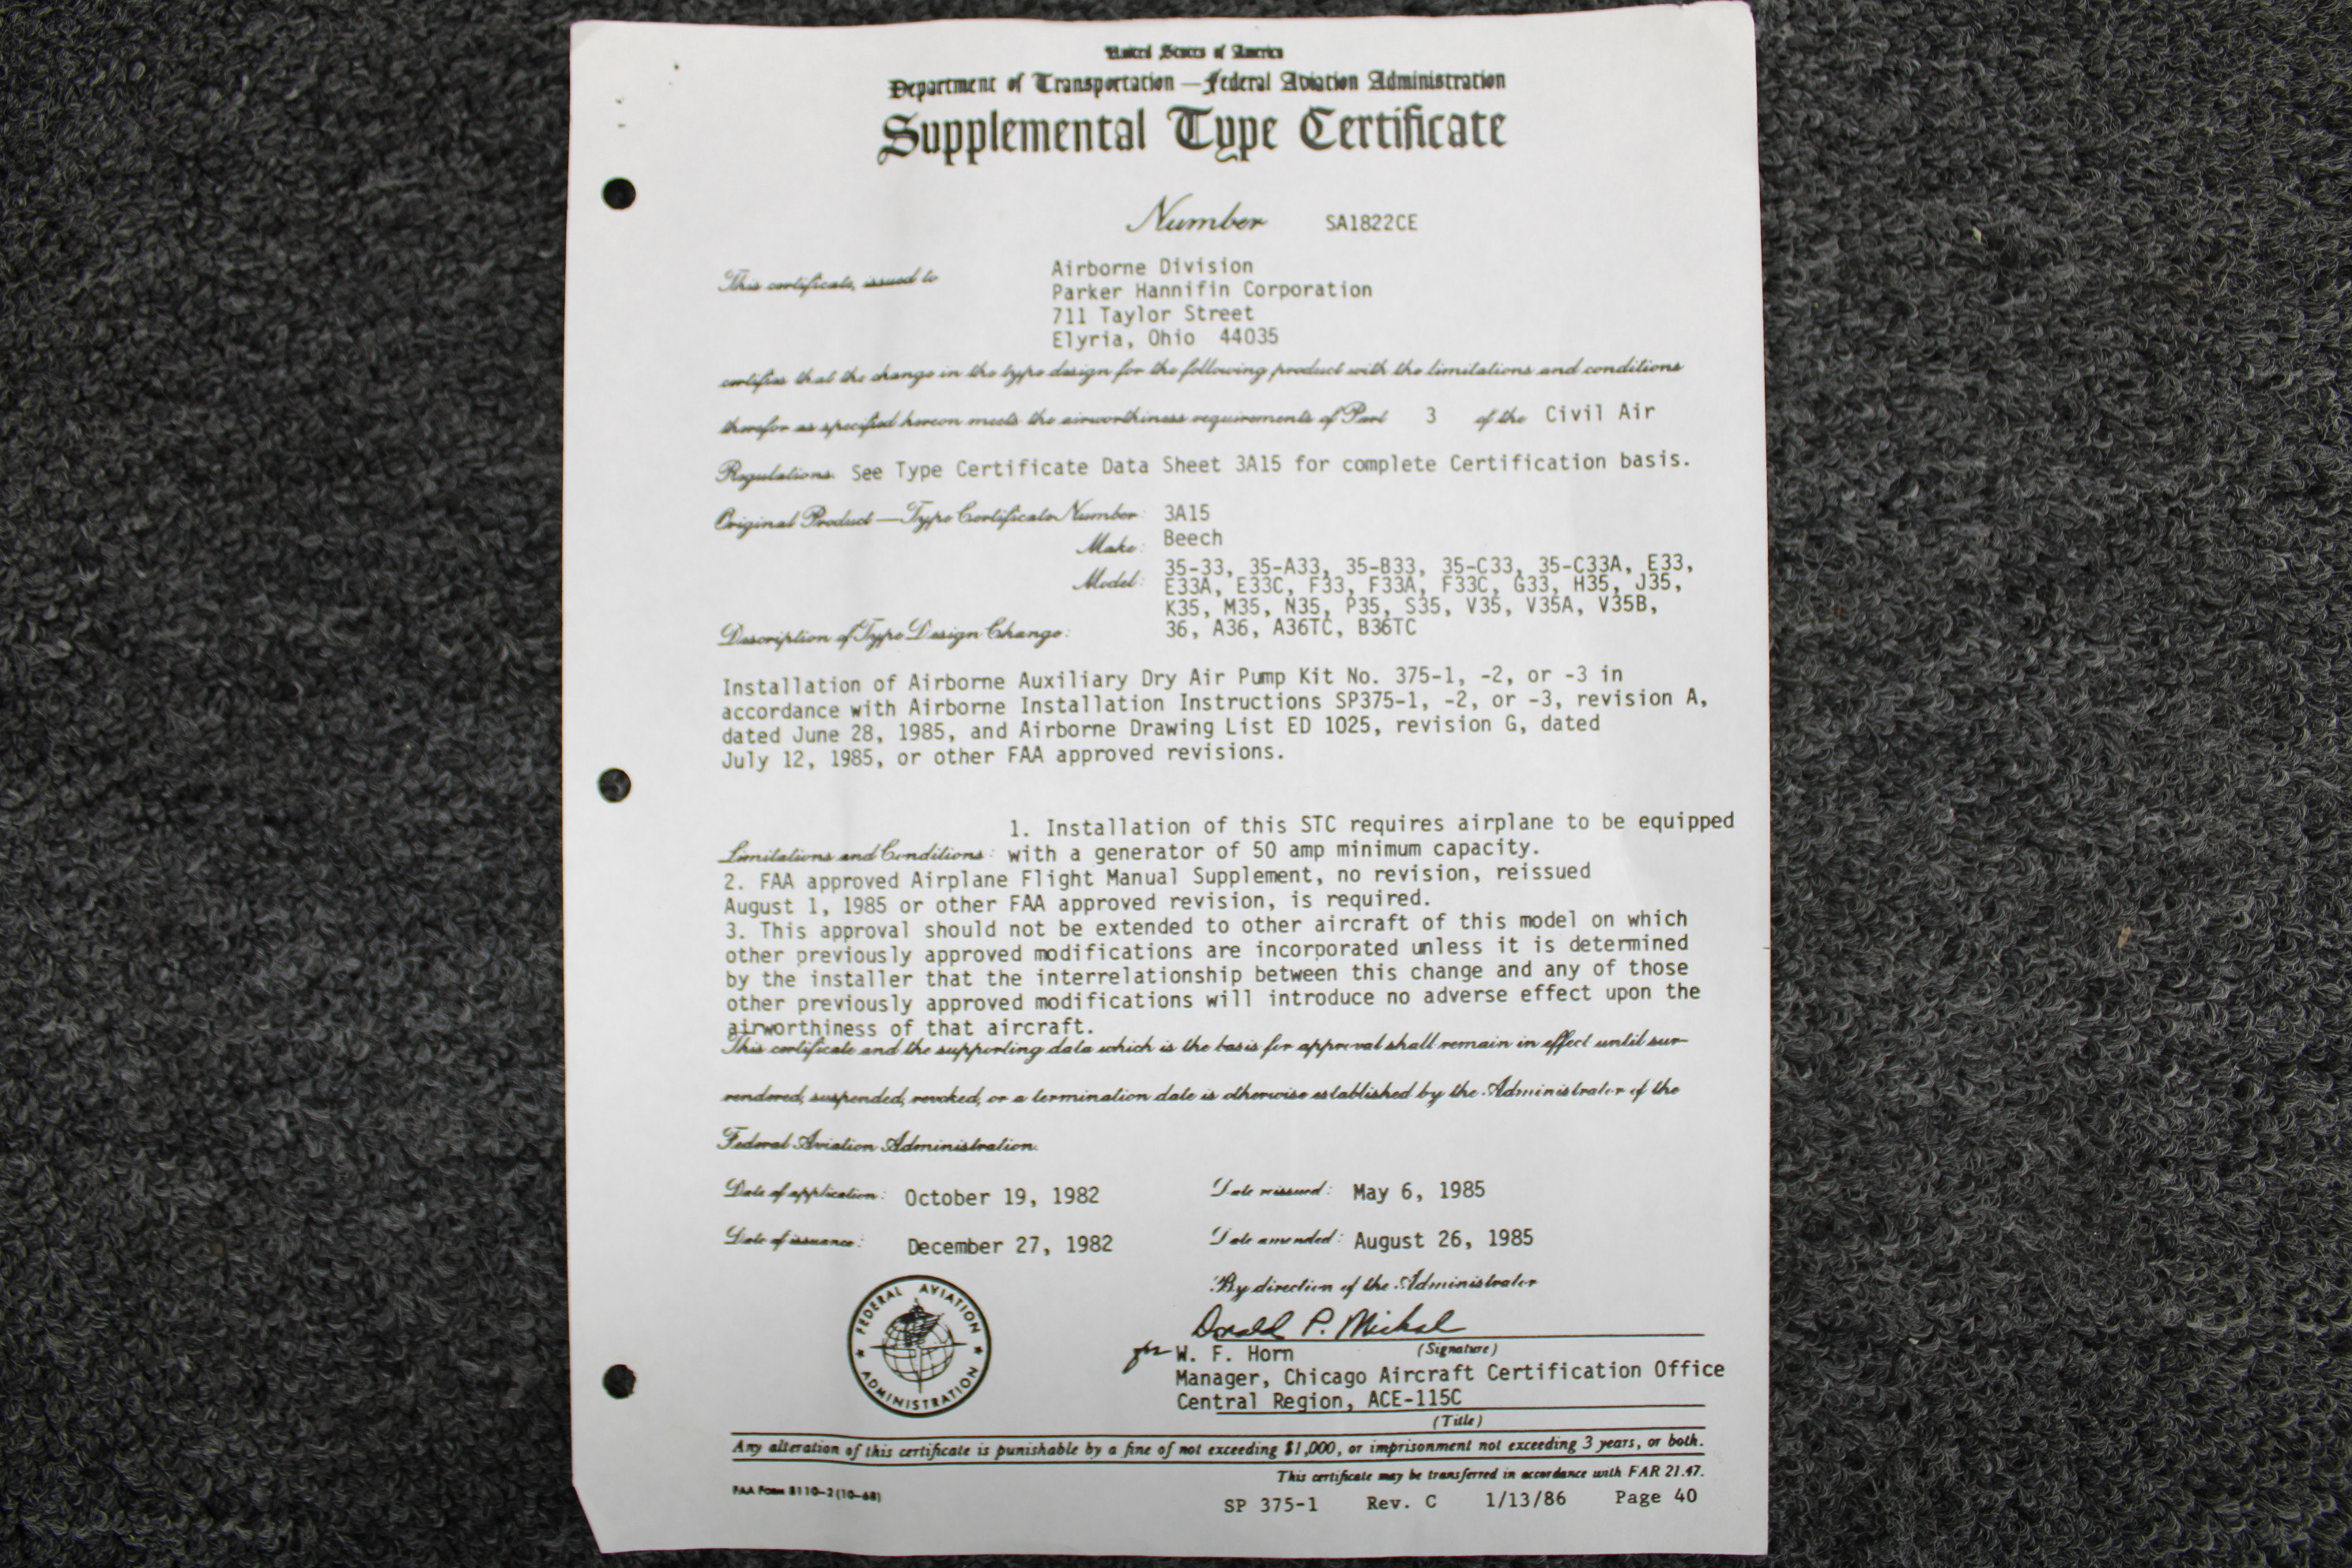 United States of America
Department of Transportation — Federal Aviation Administration
Supplemental Type Certificate
Number SA1822CE
This certificate, issued to Airborne Division
Parker Hannifin Corporation
711 Taylor Street
Elyria, Ohio 44035
certifies that the change in the type design for the following product with the limitations and conditions
therefor as specified hereon meets the airworthiness requirements of Part 3 of the Civil Air
Regulations. See Type Certificate Data Sheet 3A15 for complete Certification basis.
Original Product — Type Certificate Number: 3A15
Make: Beech
Model: 35-33, 35-A33, 35-B33, 35-C33, 35-C33A, E33,
E33A, E33C, F33, F33A, F33C, G33, H35, J35,
K35, M35, N35, P35, S35, V35, V35A, V35B,
36, A36, A36TC, B36TC
Description of Type Design Change:
Installation of Airborne Auxiliary Dry Air Pump Kit No. 375-1, -2, or -3 in
accordance with Airborne Installation Instructions SP375-1, -2, or -3, revision A,
dated June 28, 1985, and Airborne Drawing List ED 1025, revision G, dated
July 12, 1985, or other FAA approved revisions.
1. Installation of this STC requires airplane to be equipped
Limitations and Conditions: with a generator of 50 amp minimum capacity.
2. FAA approved Airplane Flight Manual Supplement, no revision, reissued
August 1, 1985 or other FAA approved revision, is required.
3. This approval should not be extended to other aircraft of this model on which
other previously approved modifications are incorporated unless it is determined
by the installer that the interrelationship between this change and any of those
other previously approved modifications will introduce no adverse effect upon the
airworthiness of that aircraft.
This certificate and the supporting data which is the basis for approval shall remain in effect until sur-
rendered, suspended, revoked, or a termination date is otherwise established by the Administrator of the
Federal Aviation Administration.
Date of application: October 19, 1982 Date reissued: May 6, 1985
Date of issuance: December 27, 1982 Date amended: August 26, 1985
FEDERAL AVIATION ADMINISTRATION
By direction of the Administrator
Donald P. Michal
(Signature)
for W. F. Horn
Manager, Chicago Aircraft Certification Office
Central Region, ACE-115C
(Title)
Any alteration of this certificate is punishable by a fine of not exceeding $1,000, or imprisonment not exceeding 3 years, or both.
This certificate may be transferred in accordance with FAR 21.47.
FAA Form 8110-2 (10-68)
SP 375-1 Rev. C 1/13/86 Page 40